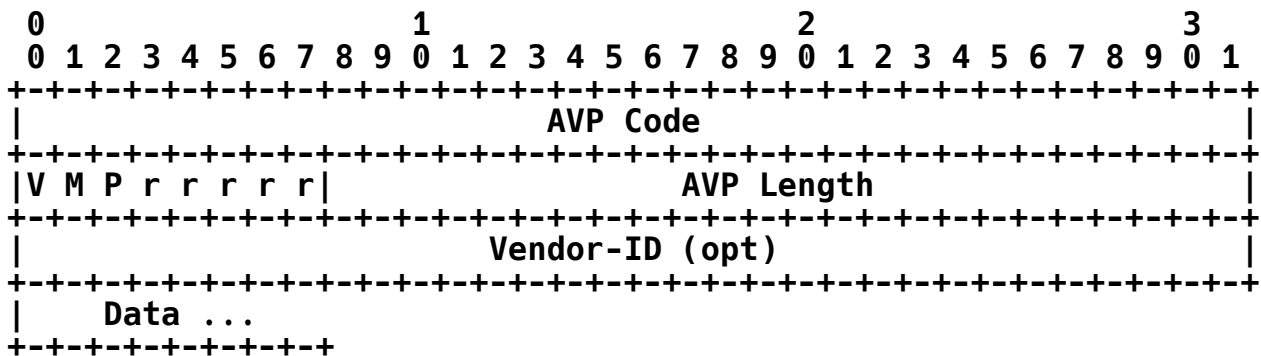 0                   1                   2                   3
 0 1 2 3 4 5 6 7 8 9 0 1 2 3 4 5 6 7 8 9 0 1 2 3 4 5 6 7 8 9 0 1
+-+-+-+-+-+-+-+-+-+-+-+-+-+-+-+-+-+-+-+-+-+-+-+-+-+-+-+-+-+-+-+-+
|                           AVP Code                            |
+-+-+-+-+-+-+-+-+-+-+-+-+-+-+-+-+-+-+-+-+-+-+-+-+-+-+-+-+-+-+-+-+
|V M P r r r r r|                  AVP Length                   |
+-+-+-+-+-+-+-+-+-+-+-+-+-+-+-+-+-+-+-+-+-+-+-+-+-+-+-+-+-+-+-+-+
|                        Vendor-ID (opt)                        |
+-+-+-+-+-+-+-+-+-+-+-+-+-+-+-+-+-+-+-+-+-+-+-+-+-+-+-+-+-+-+-+-+
|    Data ...
+-+-+-+-+-+-+-+-+